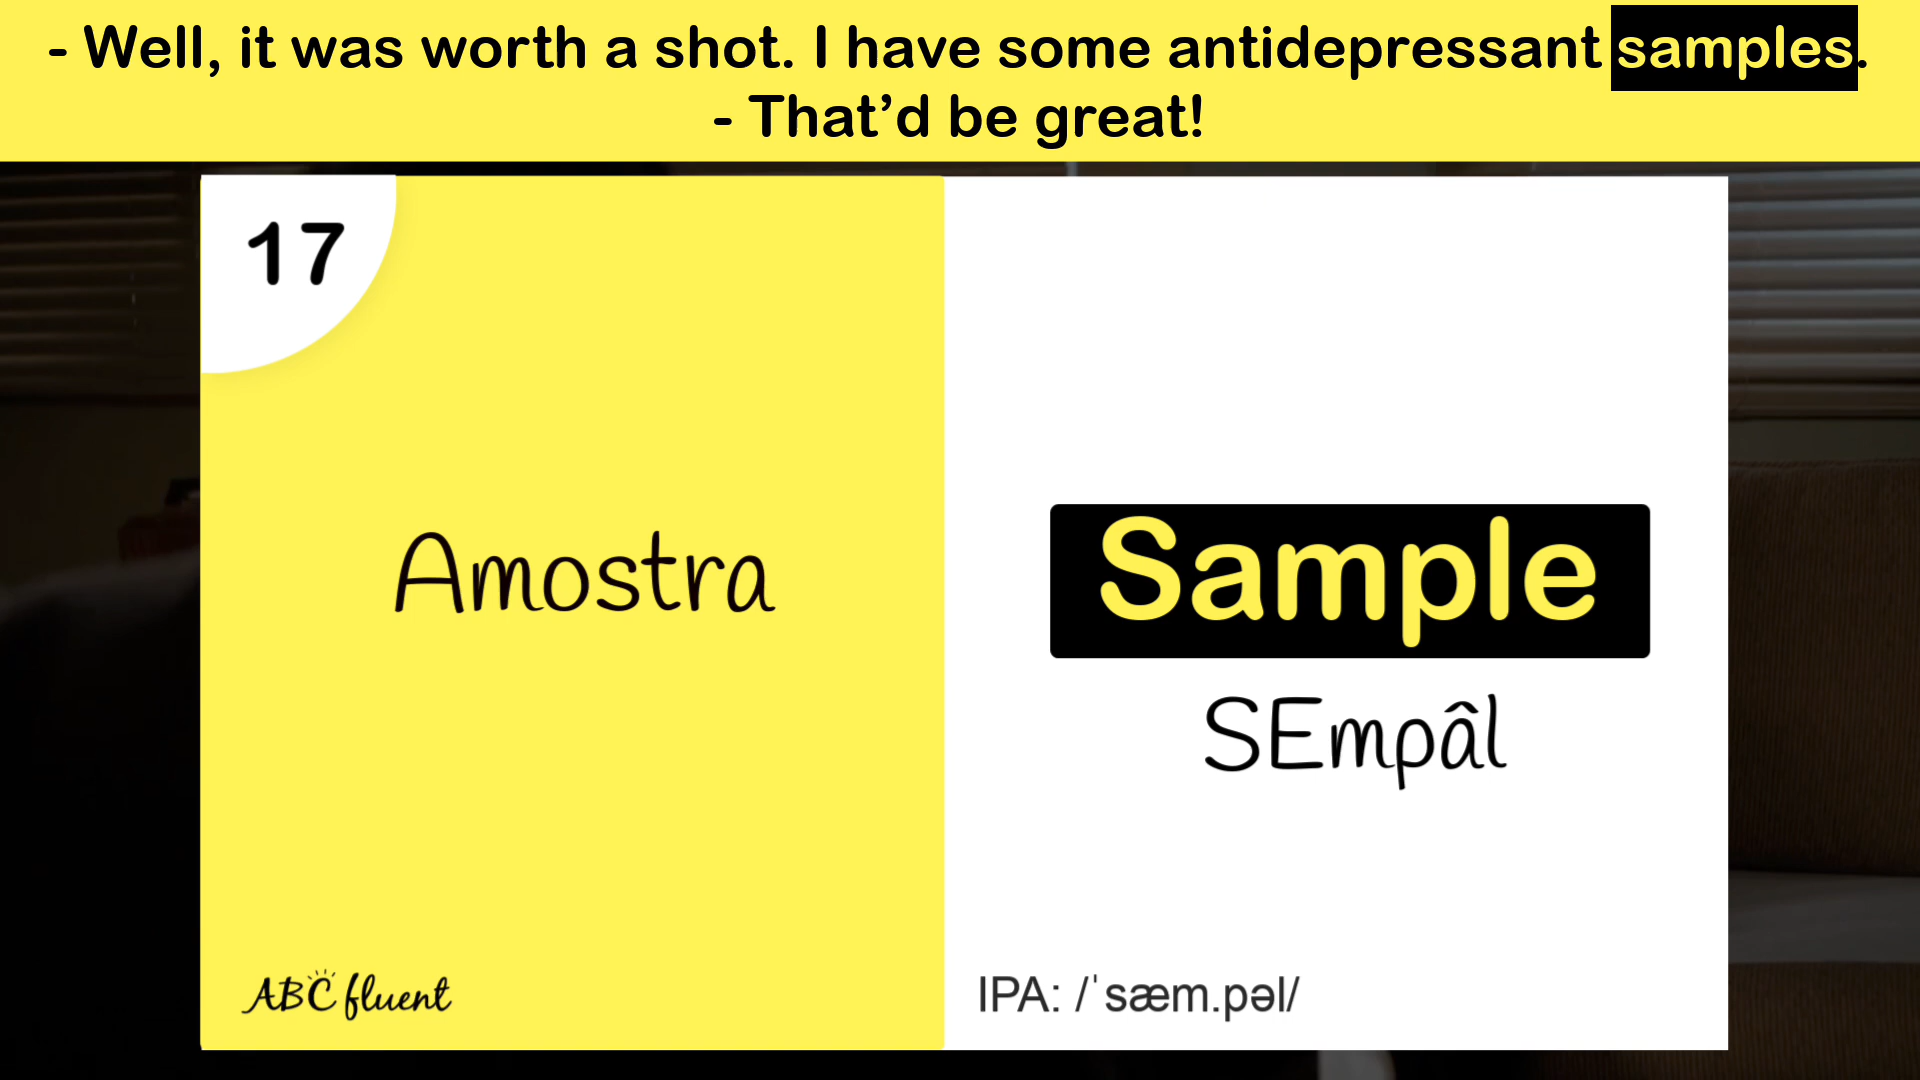 - Well, it was worth a shot. I have some antidepressant samples.
- That’d be great!
17
Amostra
Sample
SEmpâl
ABC fluent
IPA: /ˈsæm.pəl/